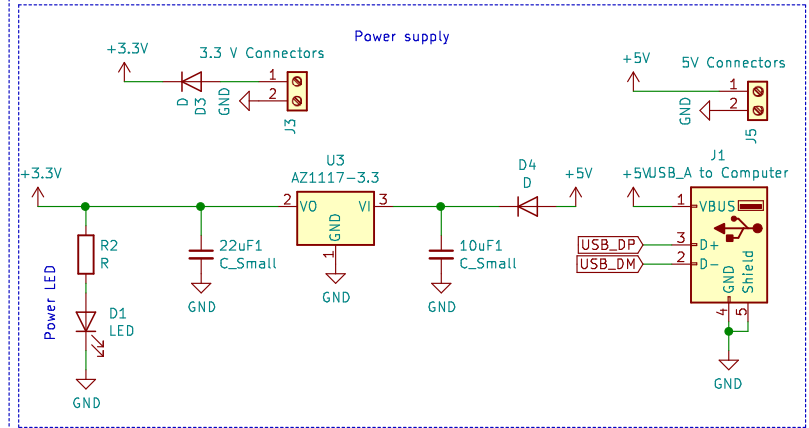 Power supply
+3.3V
3.3 V Connectors
1
2
D
D3
GND
J3
+5V
5V Connectors
1
2
GND
J5
+3.3V
U3
AZ1117-3.3
2
VO
VI
3
GND
1
GND
D4
D
+5V
J1
+5V
USB_A to Computer
1
VBUS
USB_DP
3
D+
USB_DM
2
D-
GND
Shield
4
5
GND
R2
R
22uF1
C_Small
GND
10uF1
C_Small
GND
Power LED
D1
LED
GND